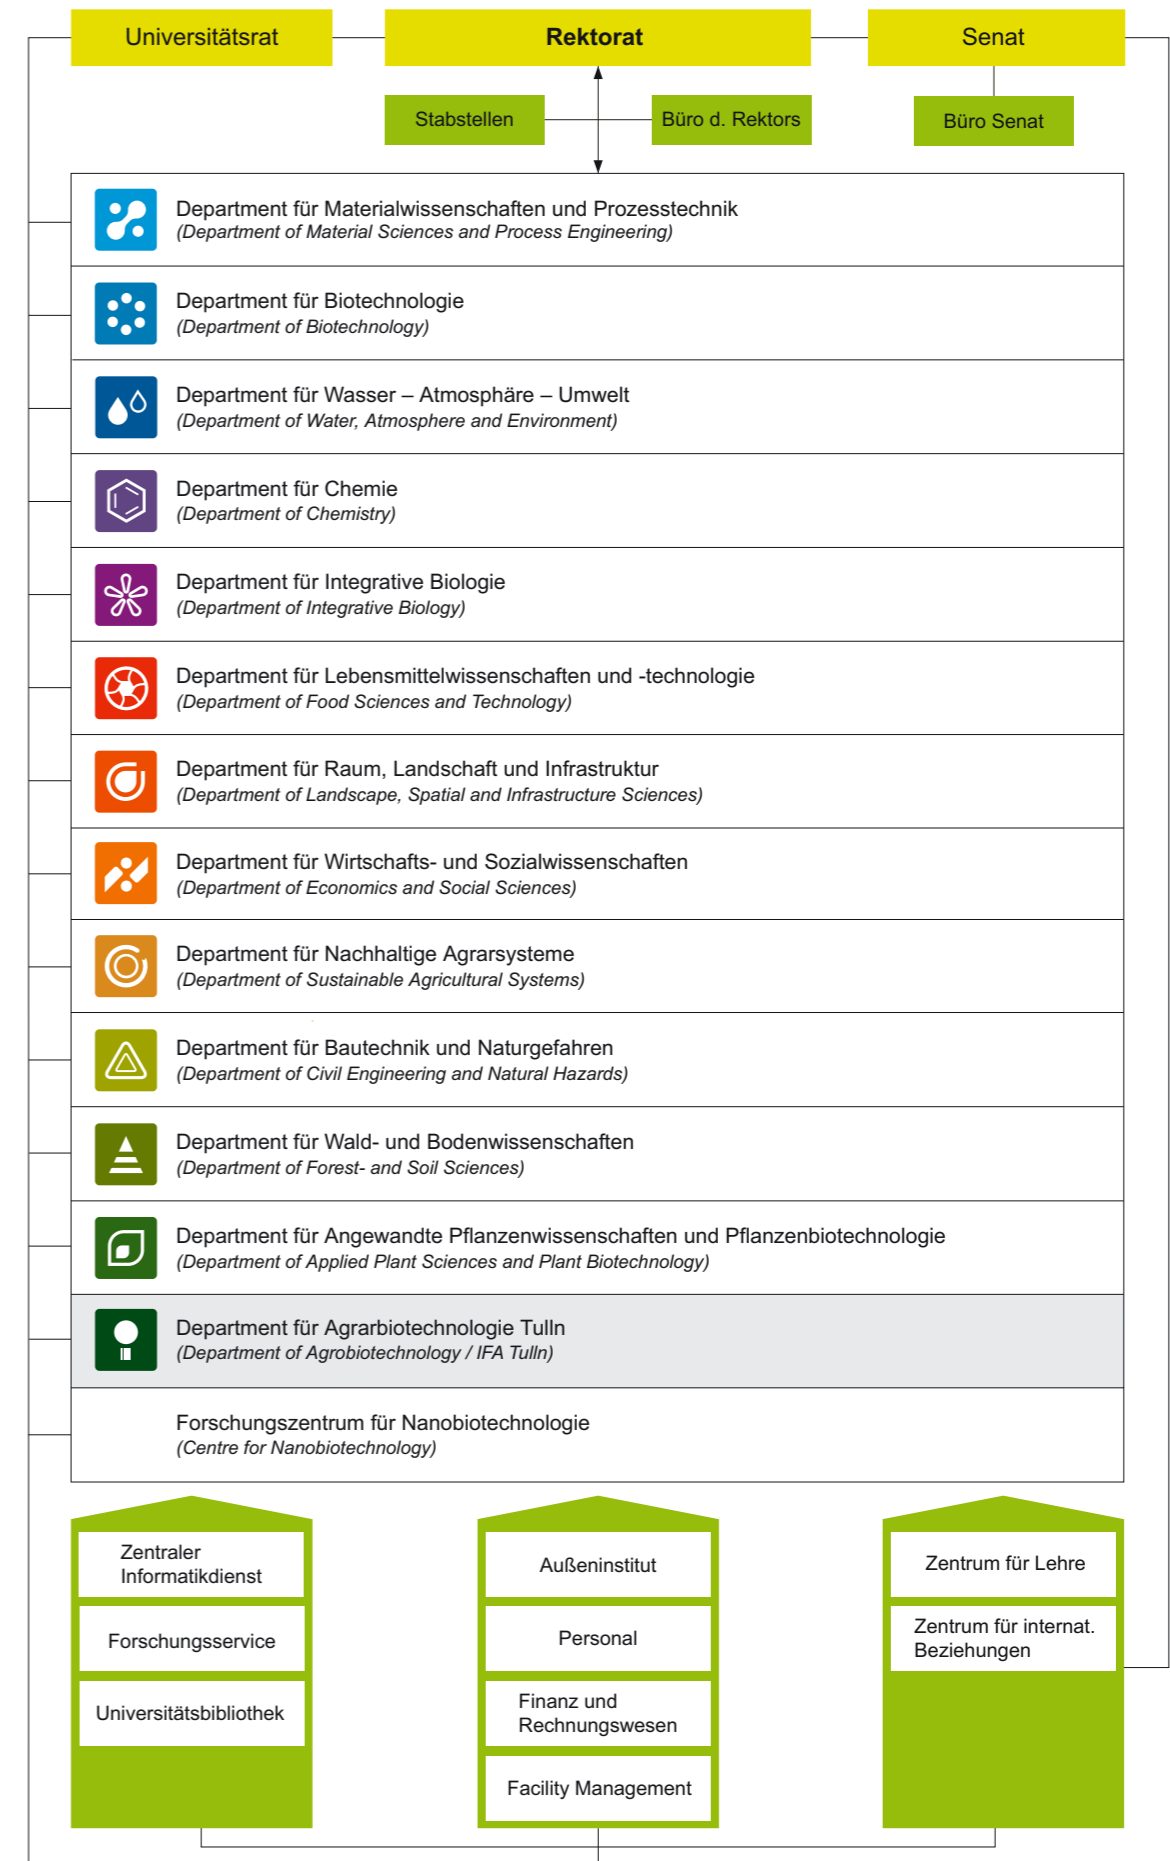 Universitätsrat
Rektorat
Senat
Stabstellen
Büro d. Rektors
Büro Senat
Department für Materialwissenschaften und Prozesstechnik
(Department of Material Sciences and Process Engineering)
Department für Biotechnologie
(Department of Biotechnology)
Department für Wasser – Atmosphäre – Umwelt
(Department of Water, Atmosphere and Environment)
Department für Chemie
(Department of Chemistry)
Department für Integrative Biologie
(Department of Integrative Biology)
Department für Lebensmittelwissenschaften und -technologie
(Department of Food Sciences and Technology)
Department für Raum, Landschaft und Infrastruktur
(Department of Landscape, Spatial and Infrastructure Sciences)
Department für Wirtschafts- und Sozialwissenschaften
(Department of Economics and Social Sciences)
Department für Nachhaltige Agrarsysteme
(Department of Sustainable Agricultural Systems)
Department für Bautechnik und Naturgefahren
(Department of Civil Engineering and Natural Hazards)
Department für Wald- und Bodenwissenschaften
(Department of Forest- and Soil Sciences)
Department für Angewandte Pflanzenwissenschaften und Pflanzenbiotechnologie
(Department of Applied Plant Sciences and Plant Biotechnology)
Department für Agrarbiotechnologie Tulln
(Department of Agrobiotechnology / IFA Tulln)
Forschungszentrum für Nanobiotechnologie
(Centre for Nanobiotechnology)
Zentraler
Informatikdienst
Forschungsservice
Universitätsbibliothek
Außeninstitut
Personal
Finanz und
Rechnungswesen
Facility Management
Zentrum für Lehre
Zentrum für internat.
Beziehungen